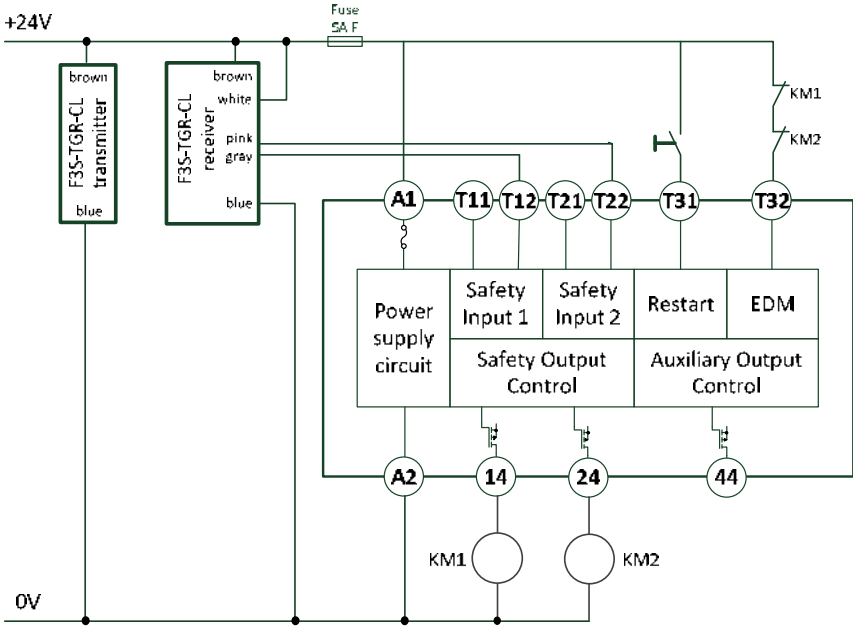 +24V
Fuse
5A F
brown
F3S-TGR-CL
transmitter
blue
brown
white
F3S-TGR-CL
receiver
pink
gray
blue
KM1
KM2
A1
T11
T12
T21
T22
T31
T32
Power
supply
circuit
Safety
Input 1
Safety
Input 2
Restart
EDM
Safety Output
Control
Auxiliary Output
Control
A2
14
24
44
KM1
KM2
0V